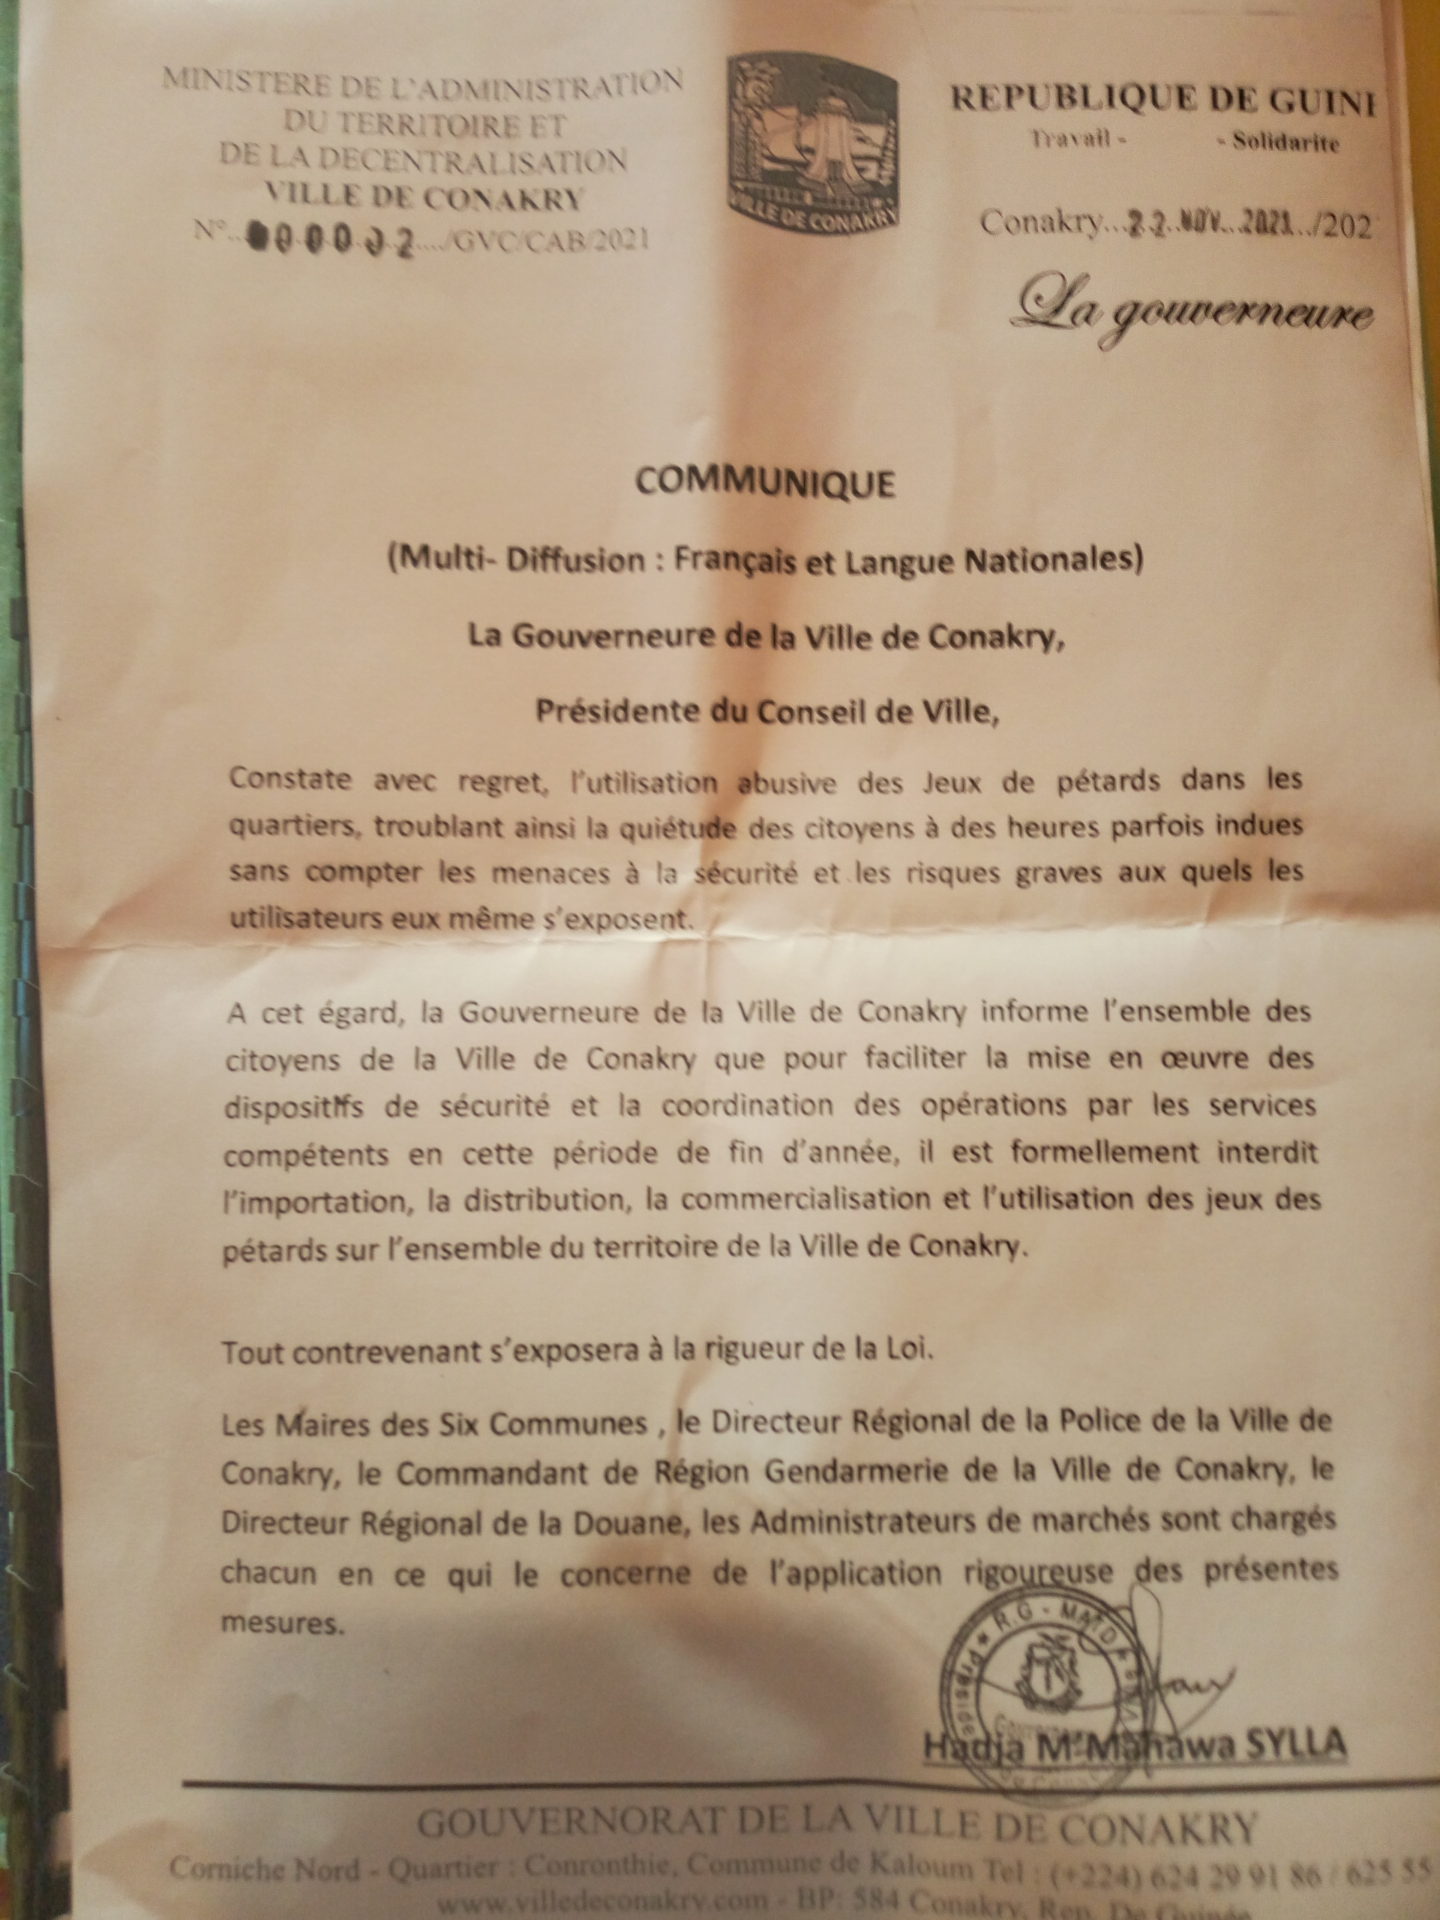 MINISTERE DE L'ADMINISTRATION
DU TERRITOIRE ET
DE LA DECENTRALISATION
VILLE DE CONAKRY
N°..000002..../GVC/CAB/2021
VILLE DE CONAKRY
REPUBLIQUE DE GUINE
Travail - - Solidarite
Conakry...22..NOV...2021../202
La gouverneure
COMMUNIQUE
(Multi- Diffusion : Français et Langue Nationales)
La Gouverneure de la Ville de Conakry,
Présidente du Conseil de Ville,
Constate avec regret, l'utilisation abusive des Jeux de pétards dans les
quartiers, troublant ainsi la quiétude des citoyens à des heures parfois indues
sans compter les menaces à la sécurité et les risques graves aux quels les
utilisateurs eux même s'exposent.
A cet égard, la Gouverneure de la Ville de Conakry informe l'ensemble des
citoyens de la Ville de Conakry que pour faciliter la mise en œuvre des
dispositifs de sécurité et la coordination des opérations par les services
compétents en cette période de fin d'année, il est formellement interdit
l'importation, la distribution, la commercialisation et l'utilisation des jeux des
pétards sur l'ensemble du territoire de la Ville de Conakry.
Tout contrevenant s'exposera à la rigueur de la Loi.
Les Maires des Six Communes , le Directeur Régional de la Police de la Ville de
Conakry, le Commandant de Région Gendarmerie de la Ville de Conakry, le
Directeur Régional de la Douane, les Administrateurs de marchés sont chargés
chacun en ce qui le concerne de l'application rigoureuse des présentes
mesures.
R.G - MATD
Hadja M'Mahawa SYLLA
GOUVERNORAT DE LA VILLE DE CONAKRY
Corniche Nord - Quartier : Conronthie, Commune de Kaloum Tel : (+224) 624 29 91 86 / 625 55
www.villedeconakry.com - BP: 584 Conakry, Rep. De Guinée